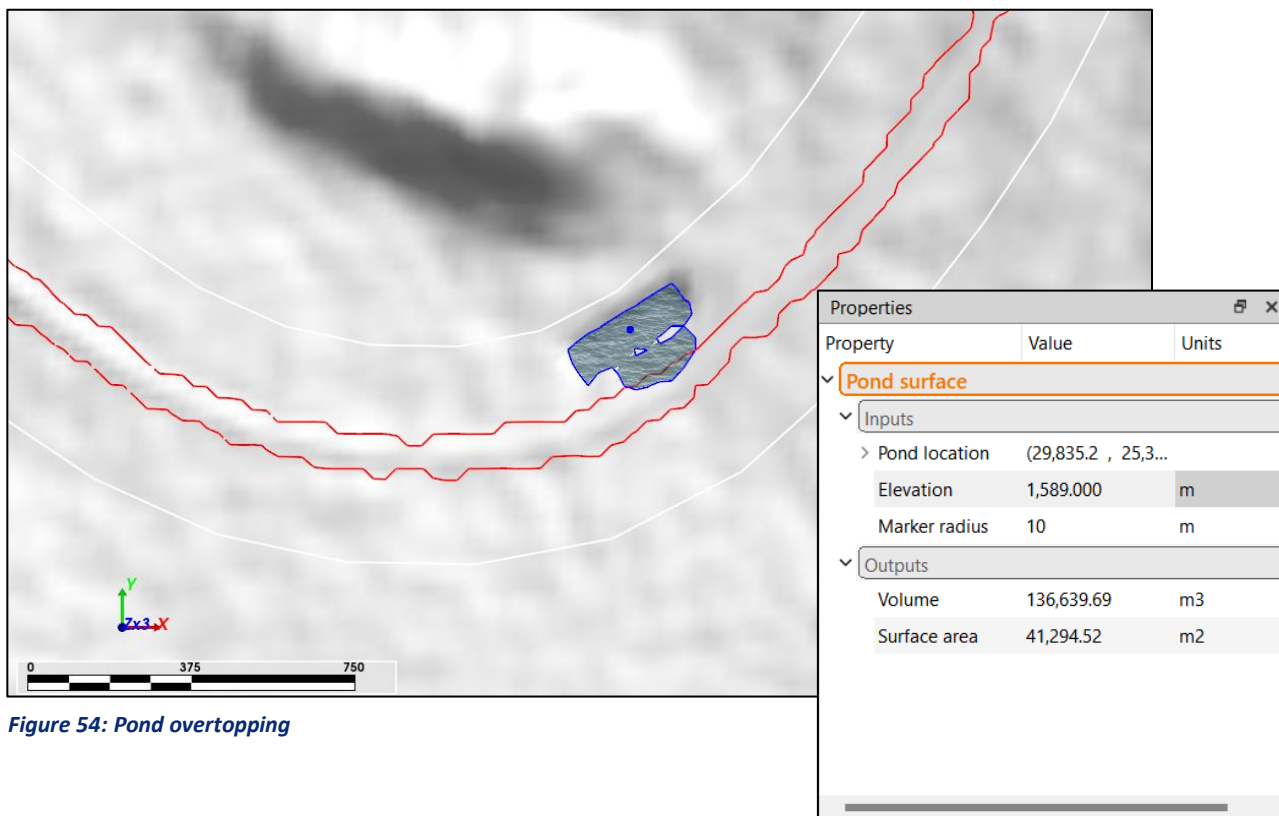 Y
Zx3 X
0 375 750
Figure 54: Pond overtopping
Properties
Property Value Units
Pond surface
Inputs
Pond location (29,835.2 , 25,3...
Elevation 1,589.000 m
Marker radius 10 m
Outputs
Volume 136,639.69 m3
Surface area 41,294.52 m2